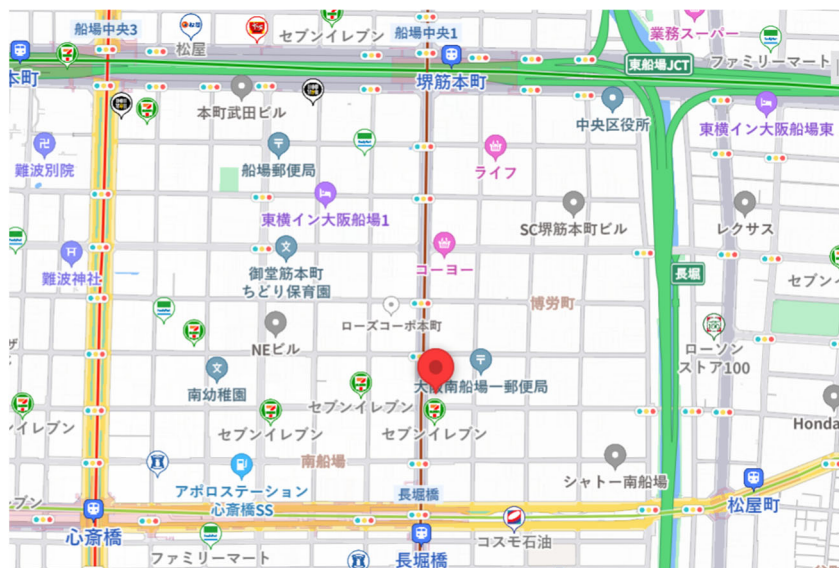 船場中央3
松屋
セブンイレブン
船場中央1
業務スーパー
ファミリーマート
本町
堺筋本町
東船場JCT
本町武田ビル
中央区役所
東横イン大阪船場東
難波別院
船場郵便局
ライフ
東横イン大阪船場1
SC堺筋本町ビル
レクサス
難波神社
御堂筋本町
ちどり保育園
コーヨー
長堀
セブン
博労町
ローズコーポ本町
NEビル
ローソン
ストア100
大阪南船場一郵便局
南幼稚園
セブンイレブン
Honda
イレブン
セブンイレブン
セブンイレブン
南船場
アポロステーション
心斎橋SS
シャトー南船場
長堀橋
松屋町
ブン
心斎橋
コスモ石油
ファミリーマート
長堀橋